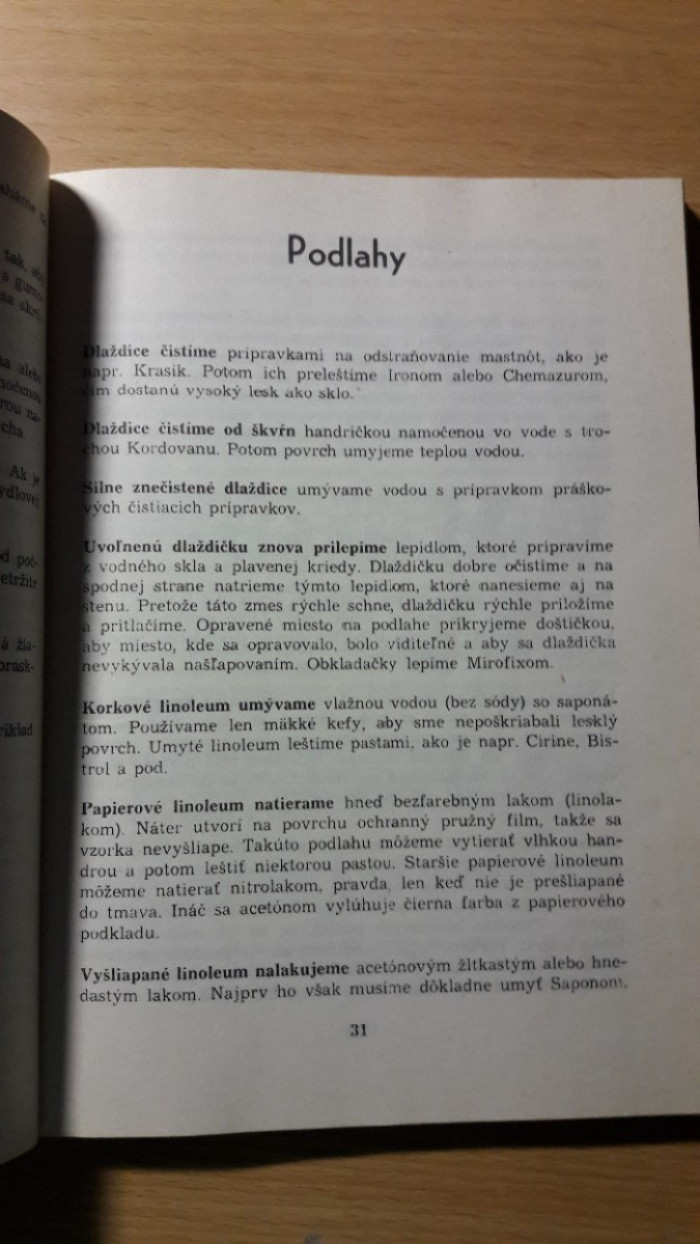 Podlahy
Dlaždice čistíme prípravkami na odstraňovanie mastnôt, ako je
napr. Krasik. Potom ich preleštíme Ironom alebo Chemazurom,
čím dostanú vysoký lesk ako sklo.
Dlaždice čistíme od škvŕn handričkou namočenou vo vode s tro-
chou Kordovanu. Potom povrch umyjeme teplou vodou.
Silne znečistené dlaždice umývame vodou s prípravkom práško-
vých čistiacich prípravkov.
Uvoľnenú dlaždičku znova prilepíme lepidlom, ktoré pripravíme
z vodného skla a plavenej kriedy. Dlaždičku dobre očistíme a na
spodnej strane natrieme týmto lepidlom, ktoré nanesieme aj na
stenu. Pretože táto zmes rýchle schne, dlaždičku rýchle priložíme
a pritlačíme. Opravené miesto na podlahe prikryjeme doštičkou,
aby miesto, kde sa opravovalo, bolo viditeľné a aby sa dlaždička
nevykývala našľapovaním. Obkladačky lepíme Mirofixom.
Korkové linoleum umývame vlažnou vodou (bez sódy) so saponá-
tom. Používame len mäkké kefy, aby sme nepoškriabali lesklý
povrch. Umyté linoleum leštíme pastami, ako je napr. Cirine, Bis-
trol a pod.
Papierové linoleum natierame hneď bezfarebným lakom (linola-
kom). Náter utvorí na povrchu ochranný pružný film, takže sa
vzorka nevyšliape. Takúto podlahu môžeme vytierať vlhkou han-
drou a potom leštiť niektorou pastou. Staršie papierové linoleum
môžeme natierať nitrolakom, pravda, len keď nie je prešliapané
do tmava. Ináč sa acetónom vylúhuje čierna farba z papierového
podkladu.
Vyšliapané linoleum nalakujeme acetónovým žltkastým alebo hne-
dastým lakom. Najprv ho však musíme dôkladne umyť Saponom.
31